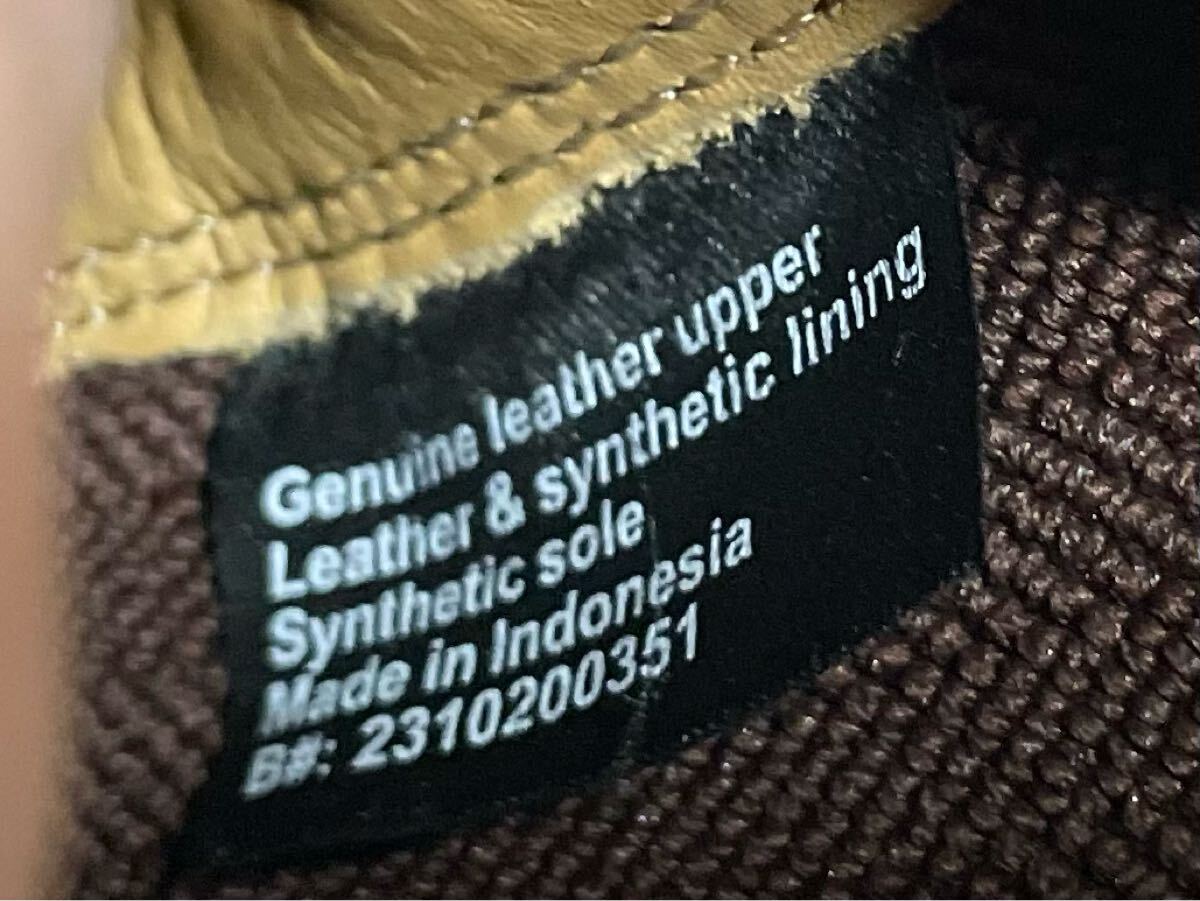 Genuine leather upper
Leather & synthetic lining
Synthetic sole
Made in Indonesia
B#: 2310200351